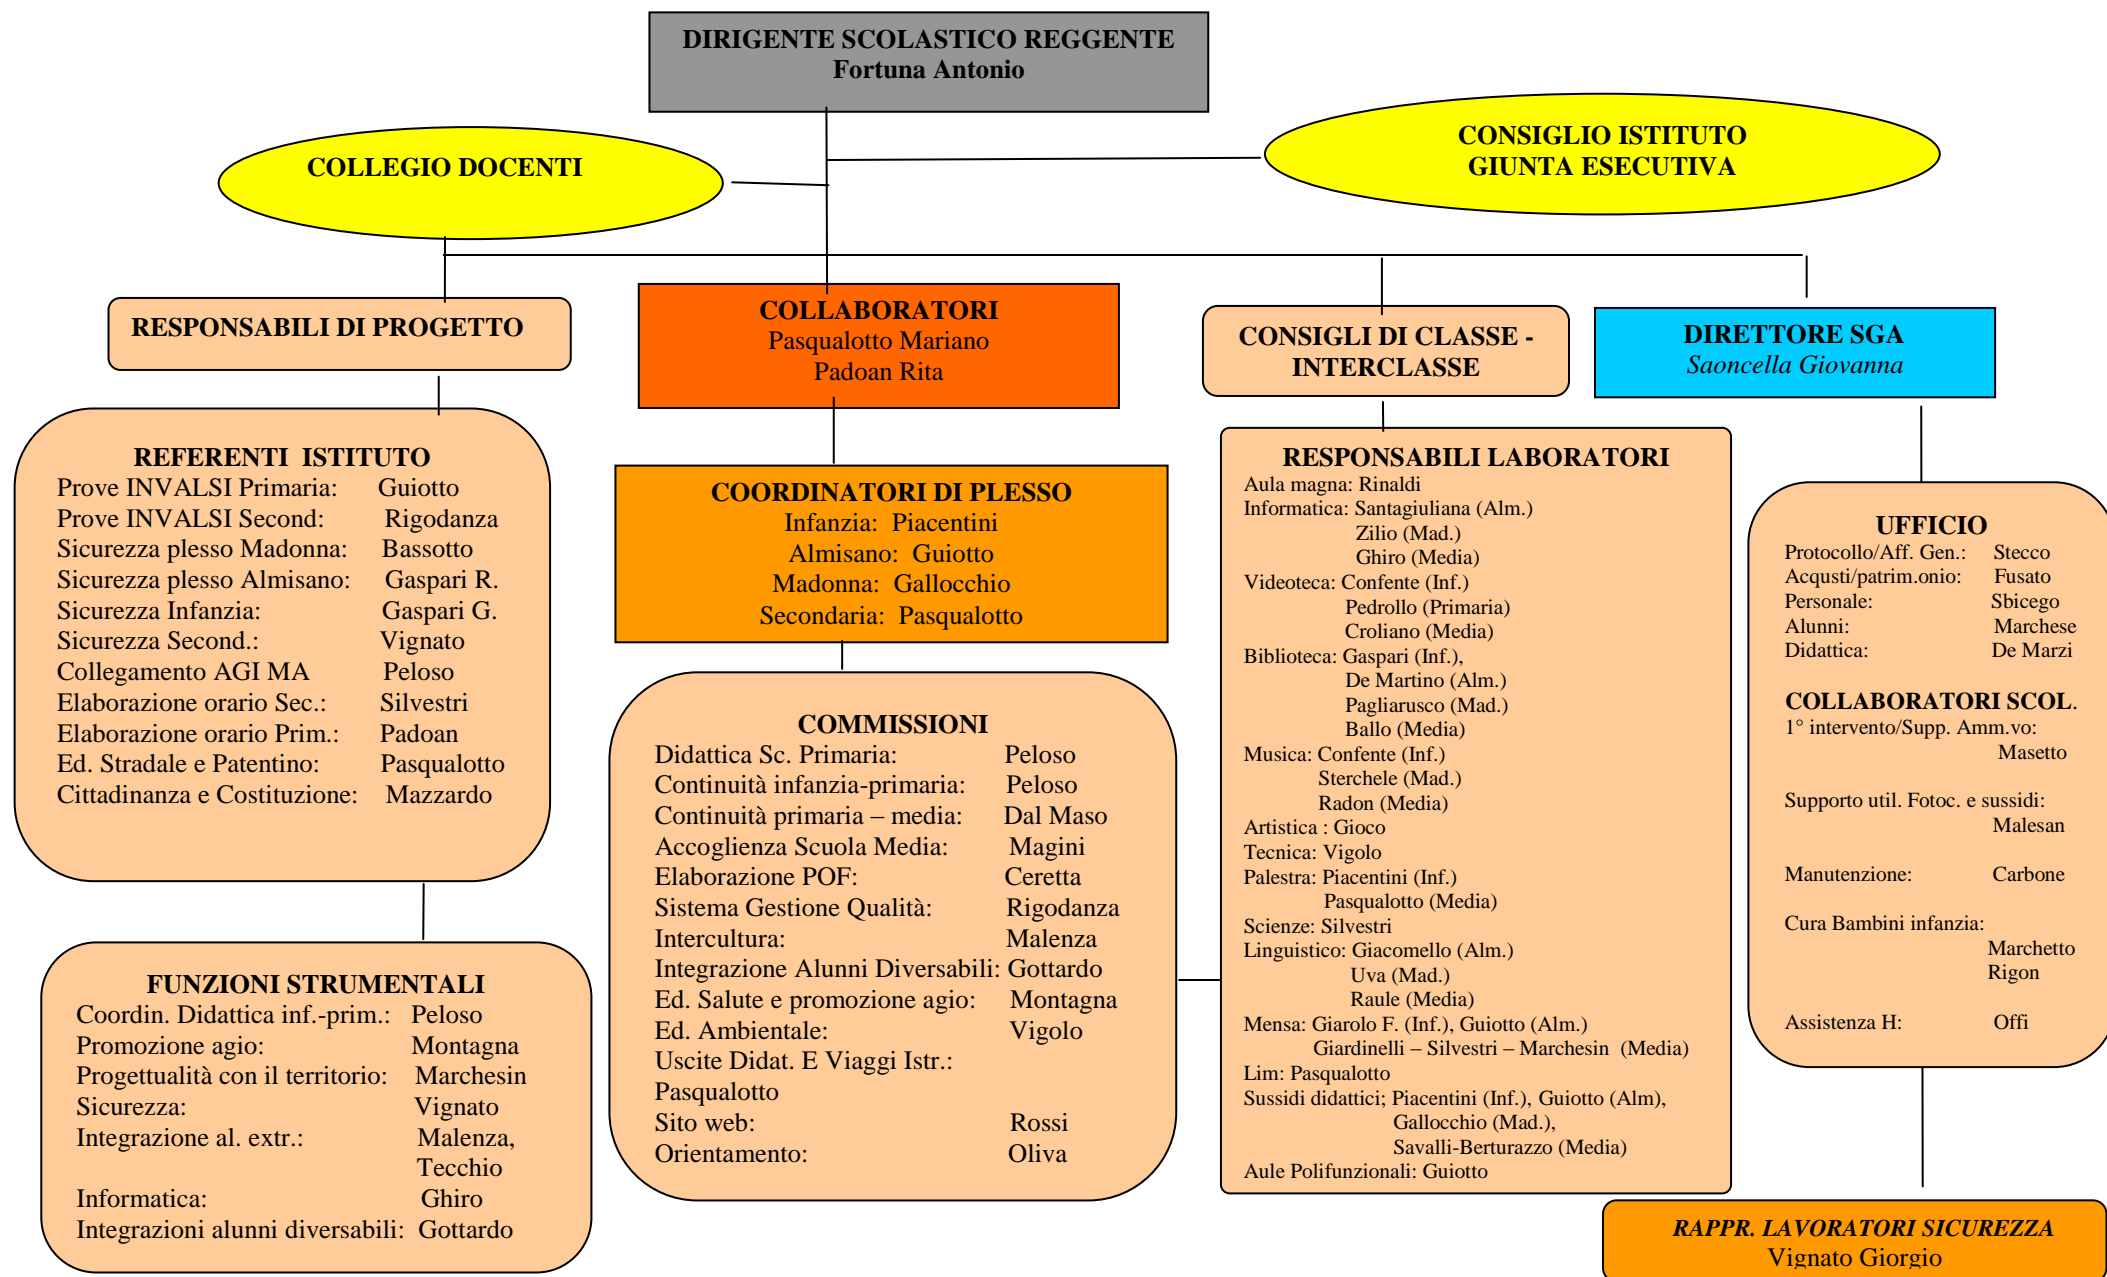 DIRIGENTE SCOLASTICO REGGENTE
Fortuna Antonio
COLLEGIO DOCENTI
CONSIGLIO ISTITUTO
GIUNTA ESECUTIVA
RESPONSABILI DI PROGETTO
COLLABORATORI
Pasqualotto Mariano
Padoan Rita
CONSIGLI DI CLASSE -
INTERCLASSE
DIRETTORE SGA
Saoncella Giovanna
REFERENTI ISTITUTO
Prove INVALSI Primaria: Guiotto
Prove INVALSI Second: Rigodanza
Sicurezza plesso Madonna: Bassotto
Sicurezza plesso Almisano: Gaspari R.
Sicurezza Infanzia: Gaspari G.
Sicurezza Second.: Vignato
Collegamento AGI MA Peloso
Elaborazione orario Sec.: Silvestri
Elaborazione orario Prim.: Padoan
Ed. Stradale e Patentino: Pasqualotto
Cittadinanza e Costituzione: Mazzardo
FUNZIONI STRUMENTALI
Coordin. Didattica inf.-prim.: Peloso
Promozione agio: Montagna
Progettualità con il territorio: Marchesin
Sicurezza: Vignato
Integrazione al. extr.: Malenza,
Tecchio
Informatica: Ghiro
Integrazioni alunni diversabili: Gottardo
COORDINATORI DI PLESSO
Infanzia: Piacentini
Almisano: Guiotto
Madonna: Gallocchio
Secondaria: Pasqualotto
COMMISSIONI
Didattica Sc. Primaria: Peloso
Continuità infanzia-primaria: Peloso
Continuità primaria – media: Dal Maso
Accoglienza Scuola Media: Magini
Elaborazione POF: Ceretta
Sistema Gestione Qualità: Rigodanza
Intercultura: Malenza
Integrazione Alunni Diversabili: Gottardo
Ed. Salute e promozione agio: Montagna
Ed. Ambientale: Vigolo
Uscite Didat. E Viaggi Istr.:
Pasqualotto
Sito web: Rossi
Orientamento: Oliva
RESPONSABILI LABORATORI
Aula magna: Rinaldi
Informatica: Santagiuliana (Alm.)
Zilio (Mad.)
Ghiro (Media)
Videoteca: Confente (Inf.)
Pedrollo (Primaria)
Croliano (Media)
Biblioteca: Gaspari (Inf.),
De Martino (Alm.)
Pagliarusco (Mad.)
Ballo (Media)
Musica: Confente (Inf.)
Sterchele (Mad.)
Radon (Media)
Artistica : Gioco
Tecnica: Vigolo
Palestra: Piacentini (Inf.)
Pasqualotto (Media)
Scienze: Silvestri
Linguistico: Giacomello (Alm.)
Uva (Mad.)
Raule (Media)
Mensa: Giarolo F. (Inf.), Guiotto (Alm.)
Giardinelli – Silvestri – Marchesin (Media)
Lim: Pasqualotto
Sussidi didattici; Piacentini (Inf.), Guiotto (Alm),
Gallocchio (Mad.),
Savalli-Berturazzo (Media)
Aule Polifunzionali: Guiotto
UFFICIO
Protocollo/Aff. Gen.: Stecco
Acqusti/patrim.onio: Fusato
Personale: Sbicego
Alunni: Marchese
Didattica: De Marzi
COLLABORATORI SCOL.
1° intervento/Supp. Amm.vo:
Masetto
Supporto util. Fotoc. e sussidi:
Malesan
Manutenzione: Carbone
Cura Bambini infanzia:
Marchetto
Rigon
Assistenza H: Offi
RAPPR. LAVORATORI SICUREZZA
Vignato Giorgio